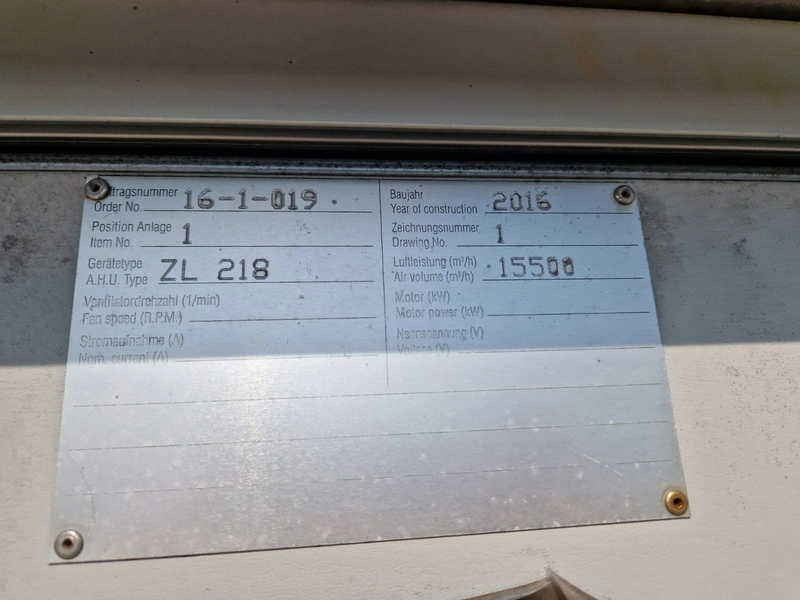 tragsnummer
Order No. 16-1-019
Position Anlage
Item No. 1
Gerätetype
A.H.U. Type ZL 218
Ventilatordrehzahl (1/min)
Fan speed (R.P.M.)
Stromaufnahme (A)
Nom. current (A)
Baujahr
Year of construction 2016
Zeichnungsnummer
Drawing No. 1
Luftleistung (m³/h)
Air volume (m³/h) 15500
Motor (kW)
Motor power (kW)
Nennspannung (V)
Voltage (V)